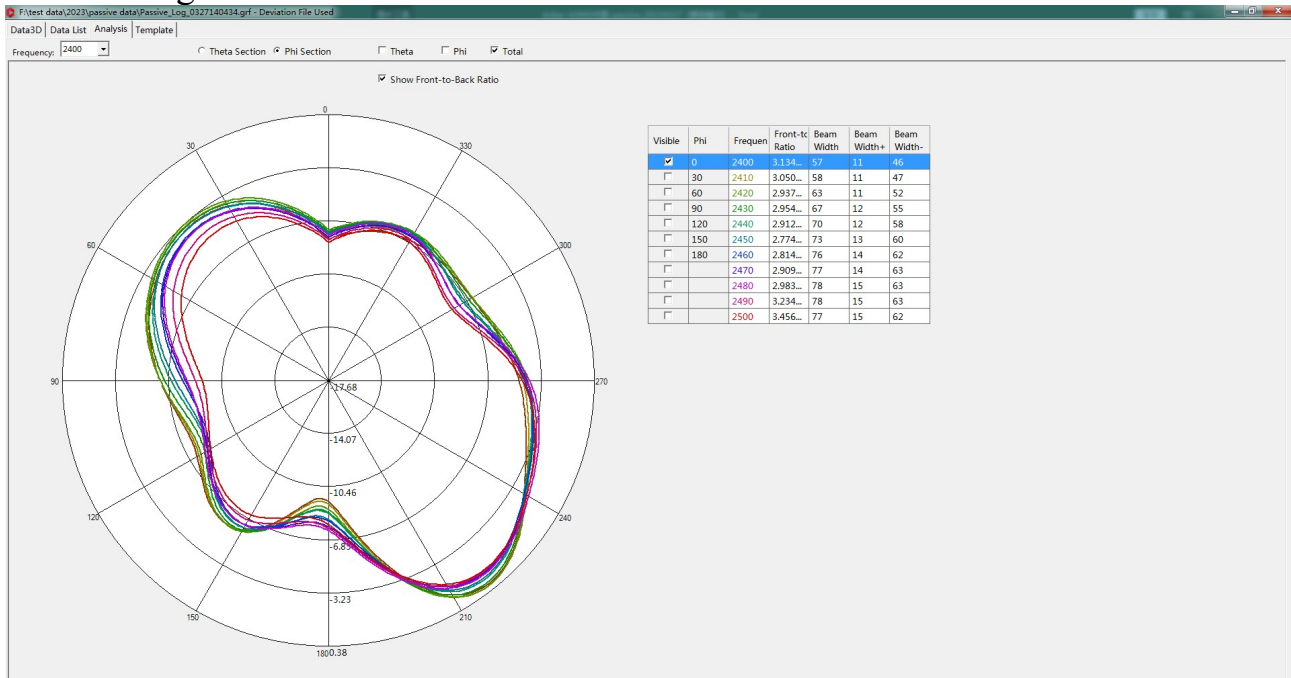 F:\test data\2023\passive data\Passive_Log_0327140434.grf - Deviation File Used
Data3D Data List Analysis Template
Frequency: 2400 Theta Section Phi Section Theta Phi Total
Show Front-to-Back Ratio
0
30 330
60 300
90 270
120 240
150 210
180
-17.68
-14.07
-10.46
-6.85
-3.23
0.38
Visible Phi Frequen Front-to Ratio Beam Width Beam Width+ Beam Width-
0 2400 3.134... 57 11 46
30 2410 3.050... 58 11 47
60 2420 2.937... 63 11 52
90 2430 2.954... 67 12 55
120 2440 2.912... 70 12 58
150 2450 2.774... 73 13 60
180 2460 2.814... 76 14 62
2470 2.909... 77 14 63
2480 2.983... 78 15 63
2490 3.234... 78 15 63
2500 3.456... 77 15 62